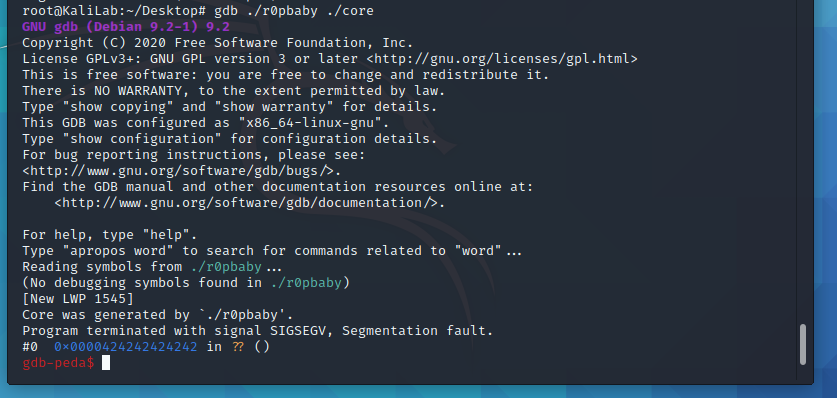 root@KaliLab:~/Desktop# gdb ./r0pbaby ./core
GNU gdb (Debian 9.2-1) 9.2
Copyright (C) 2020 Free Software Foundation, Inc.
License GPLv3+: GNU GPL version 3 or later <http://gnu.org/licenses/gpl.html>
This is free software: you are free to change and redistribute it.
There is NO WARRANTY, to the extent permitted by law.
Type "show copying" and "show warranty" for details.
This GDB was configured as "x86_64-linux-gnu".
Type "show configuration" for configuration details.
For bug reporting instructions, please see:
<http://www.gnu.org/software/gdb/bugs/>.
Find the GDB manual and other documentation resources online at:
    <http://www.gnu.org/software/gdb/documentation/>.

For help, type "help".
Type "apropos word" to search for commands related to "word"...
Reading symbols from ./r0pbaby...
(No debugging symbols found in ./r0pbaby)
[New LWP 1545]
Core was generated by `./r0pbaby'.
Program terminated with signal SIGSEGV, Segmentation fault.
#0  0x0000424242424242 in ?? ()
gdb-peda$